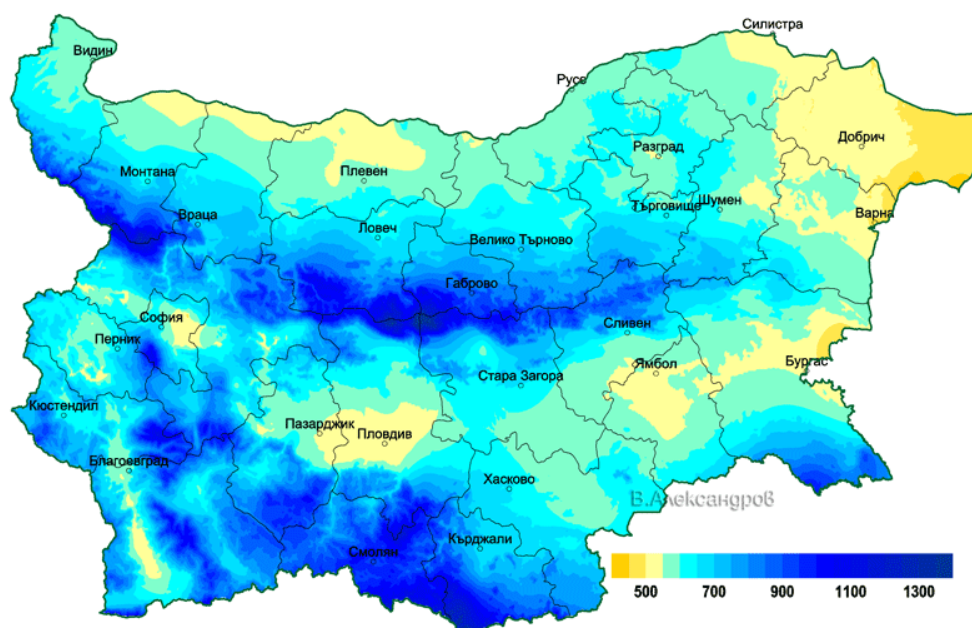 Силистра
Видин
Русе
Добрич
Разград
Монтана
Плевен
Шумен
Търговище
Варна
Враца
Ловеч
Велико Търново
Габрово
София
Сливен
Перник
Бургас
Ямбол
Стара Загора
Кюстендил
Пазарджик
Пловдив
Благоевград
Хасково
В.Александров
Кърджали
Смолян
500 700 900 1100 1300